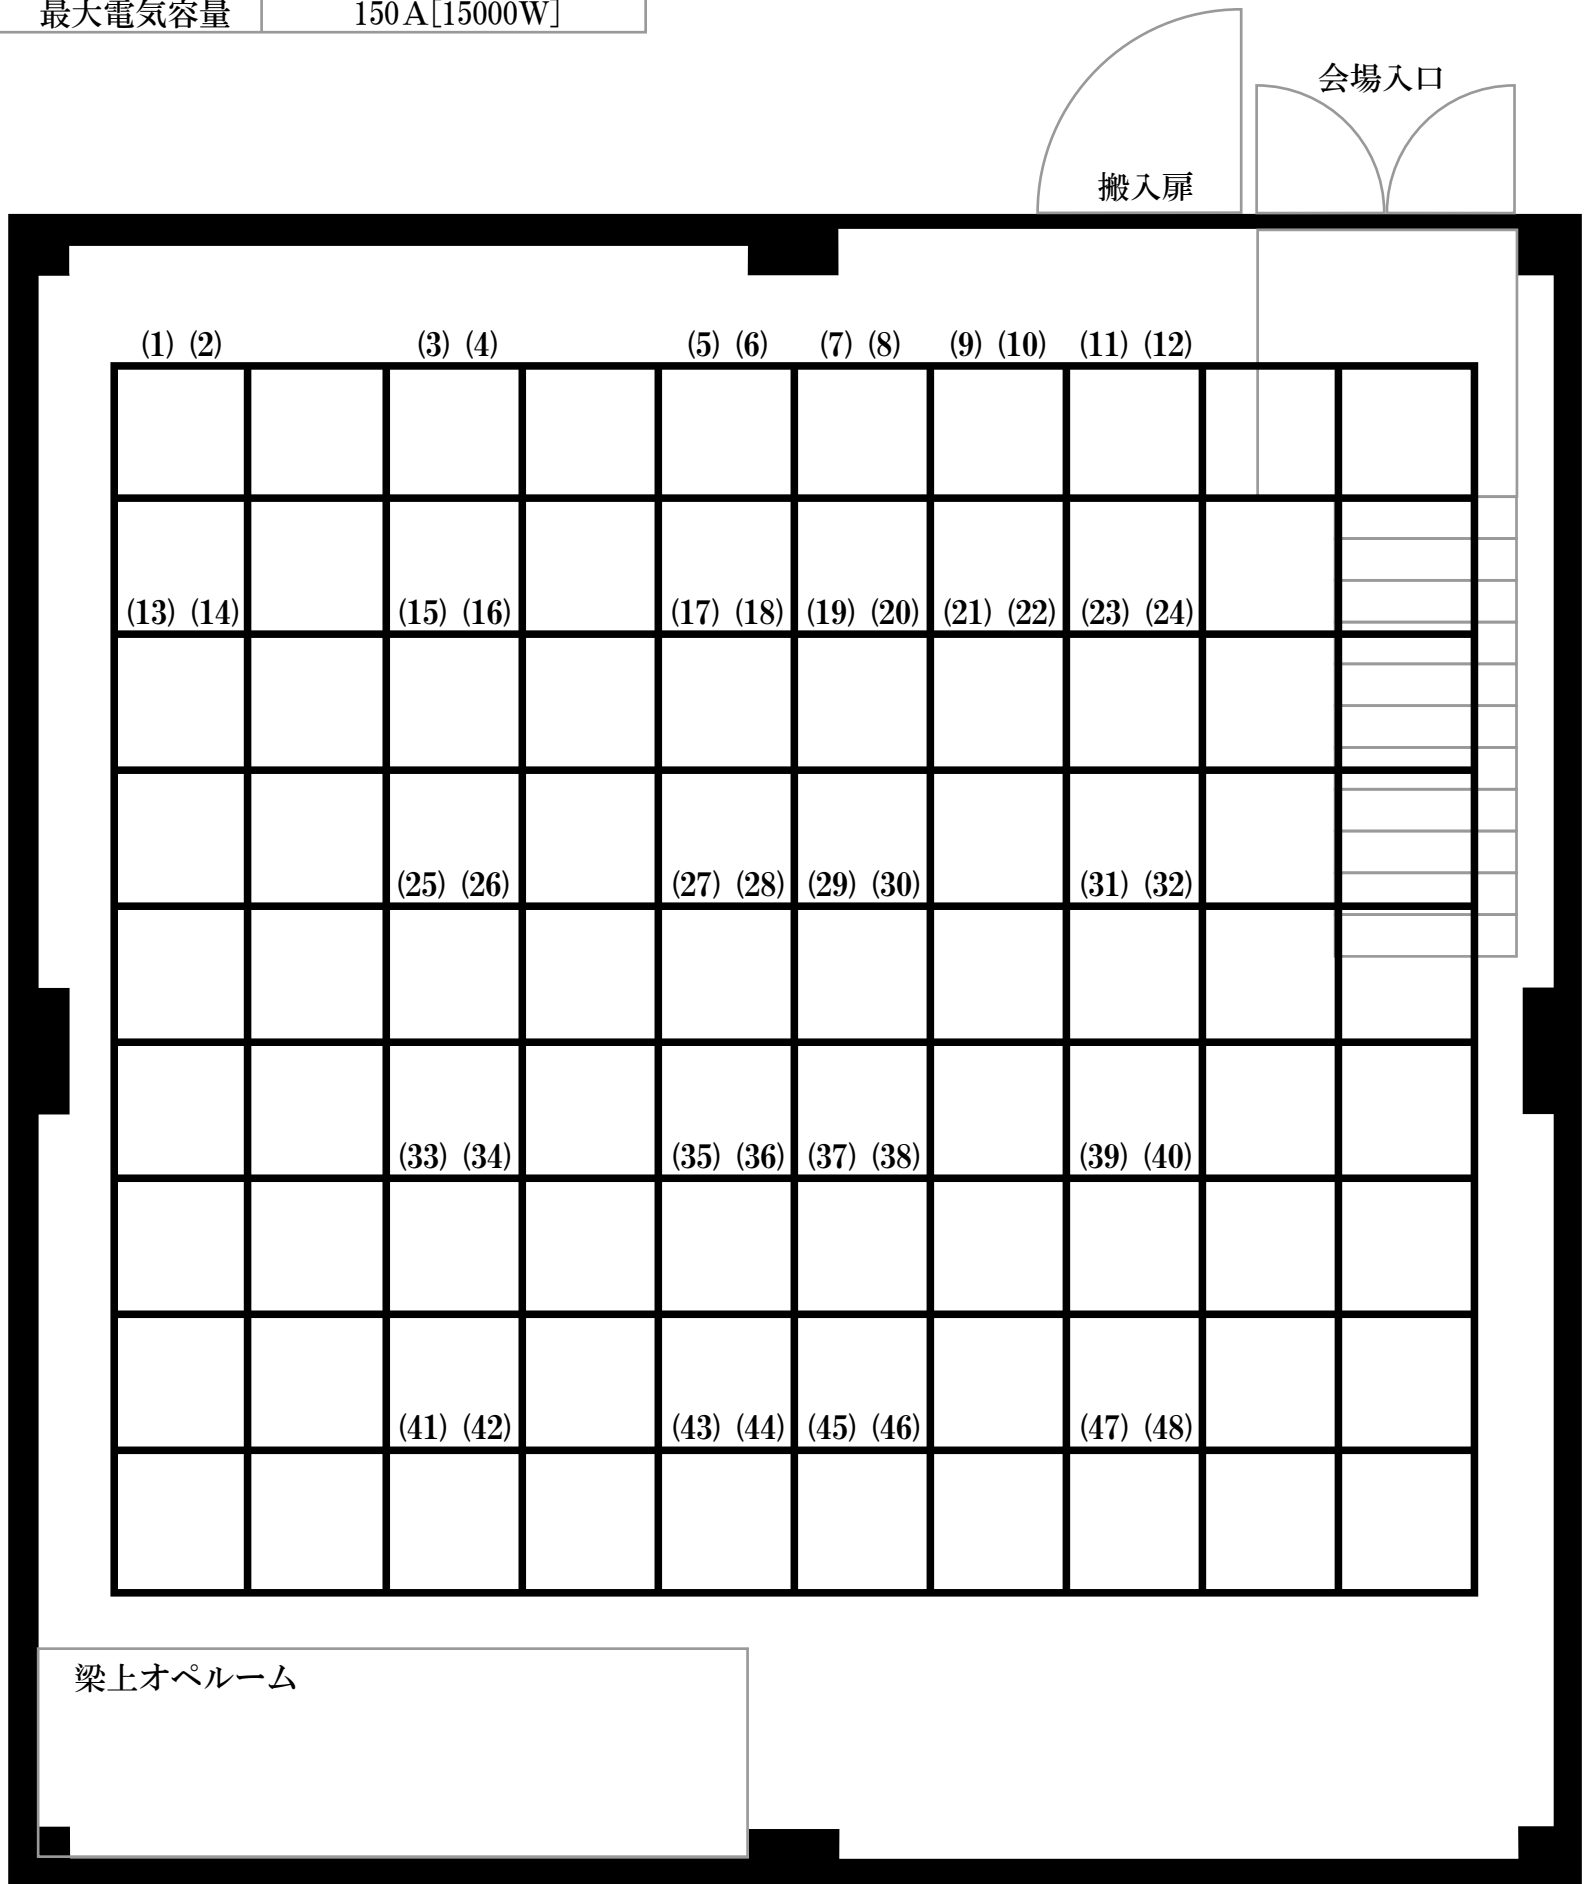 最大電気容量 150A[15000W]
会場入口
搬入扉
(1) (2) (3) (4) (5) (6) (7) (8) (9) (10) (11) (12)
(13) (14) (15) (16) (17) (18) (19) (20) (21) (22) (23) (24)
(25) (26) (27) (28) (29) (30) (31) (32)
(33) (34) (35) (36) (37) (38) (39) (40)
(41) (42) (43) (44) (45) (46) (47) (48)
梁上オペルーム